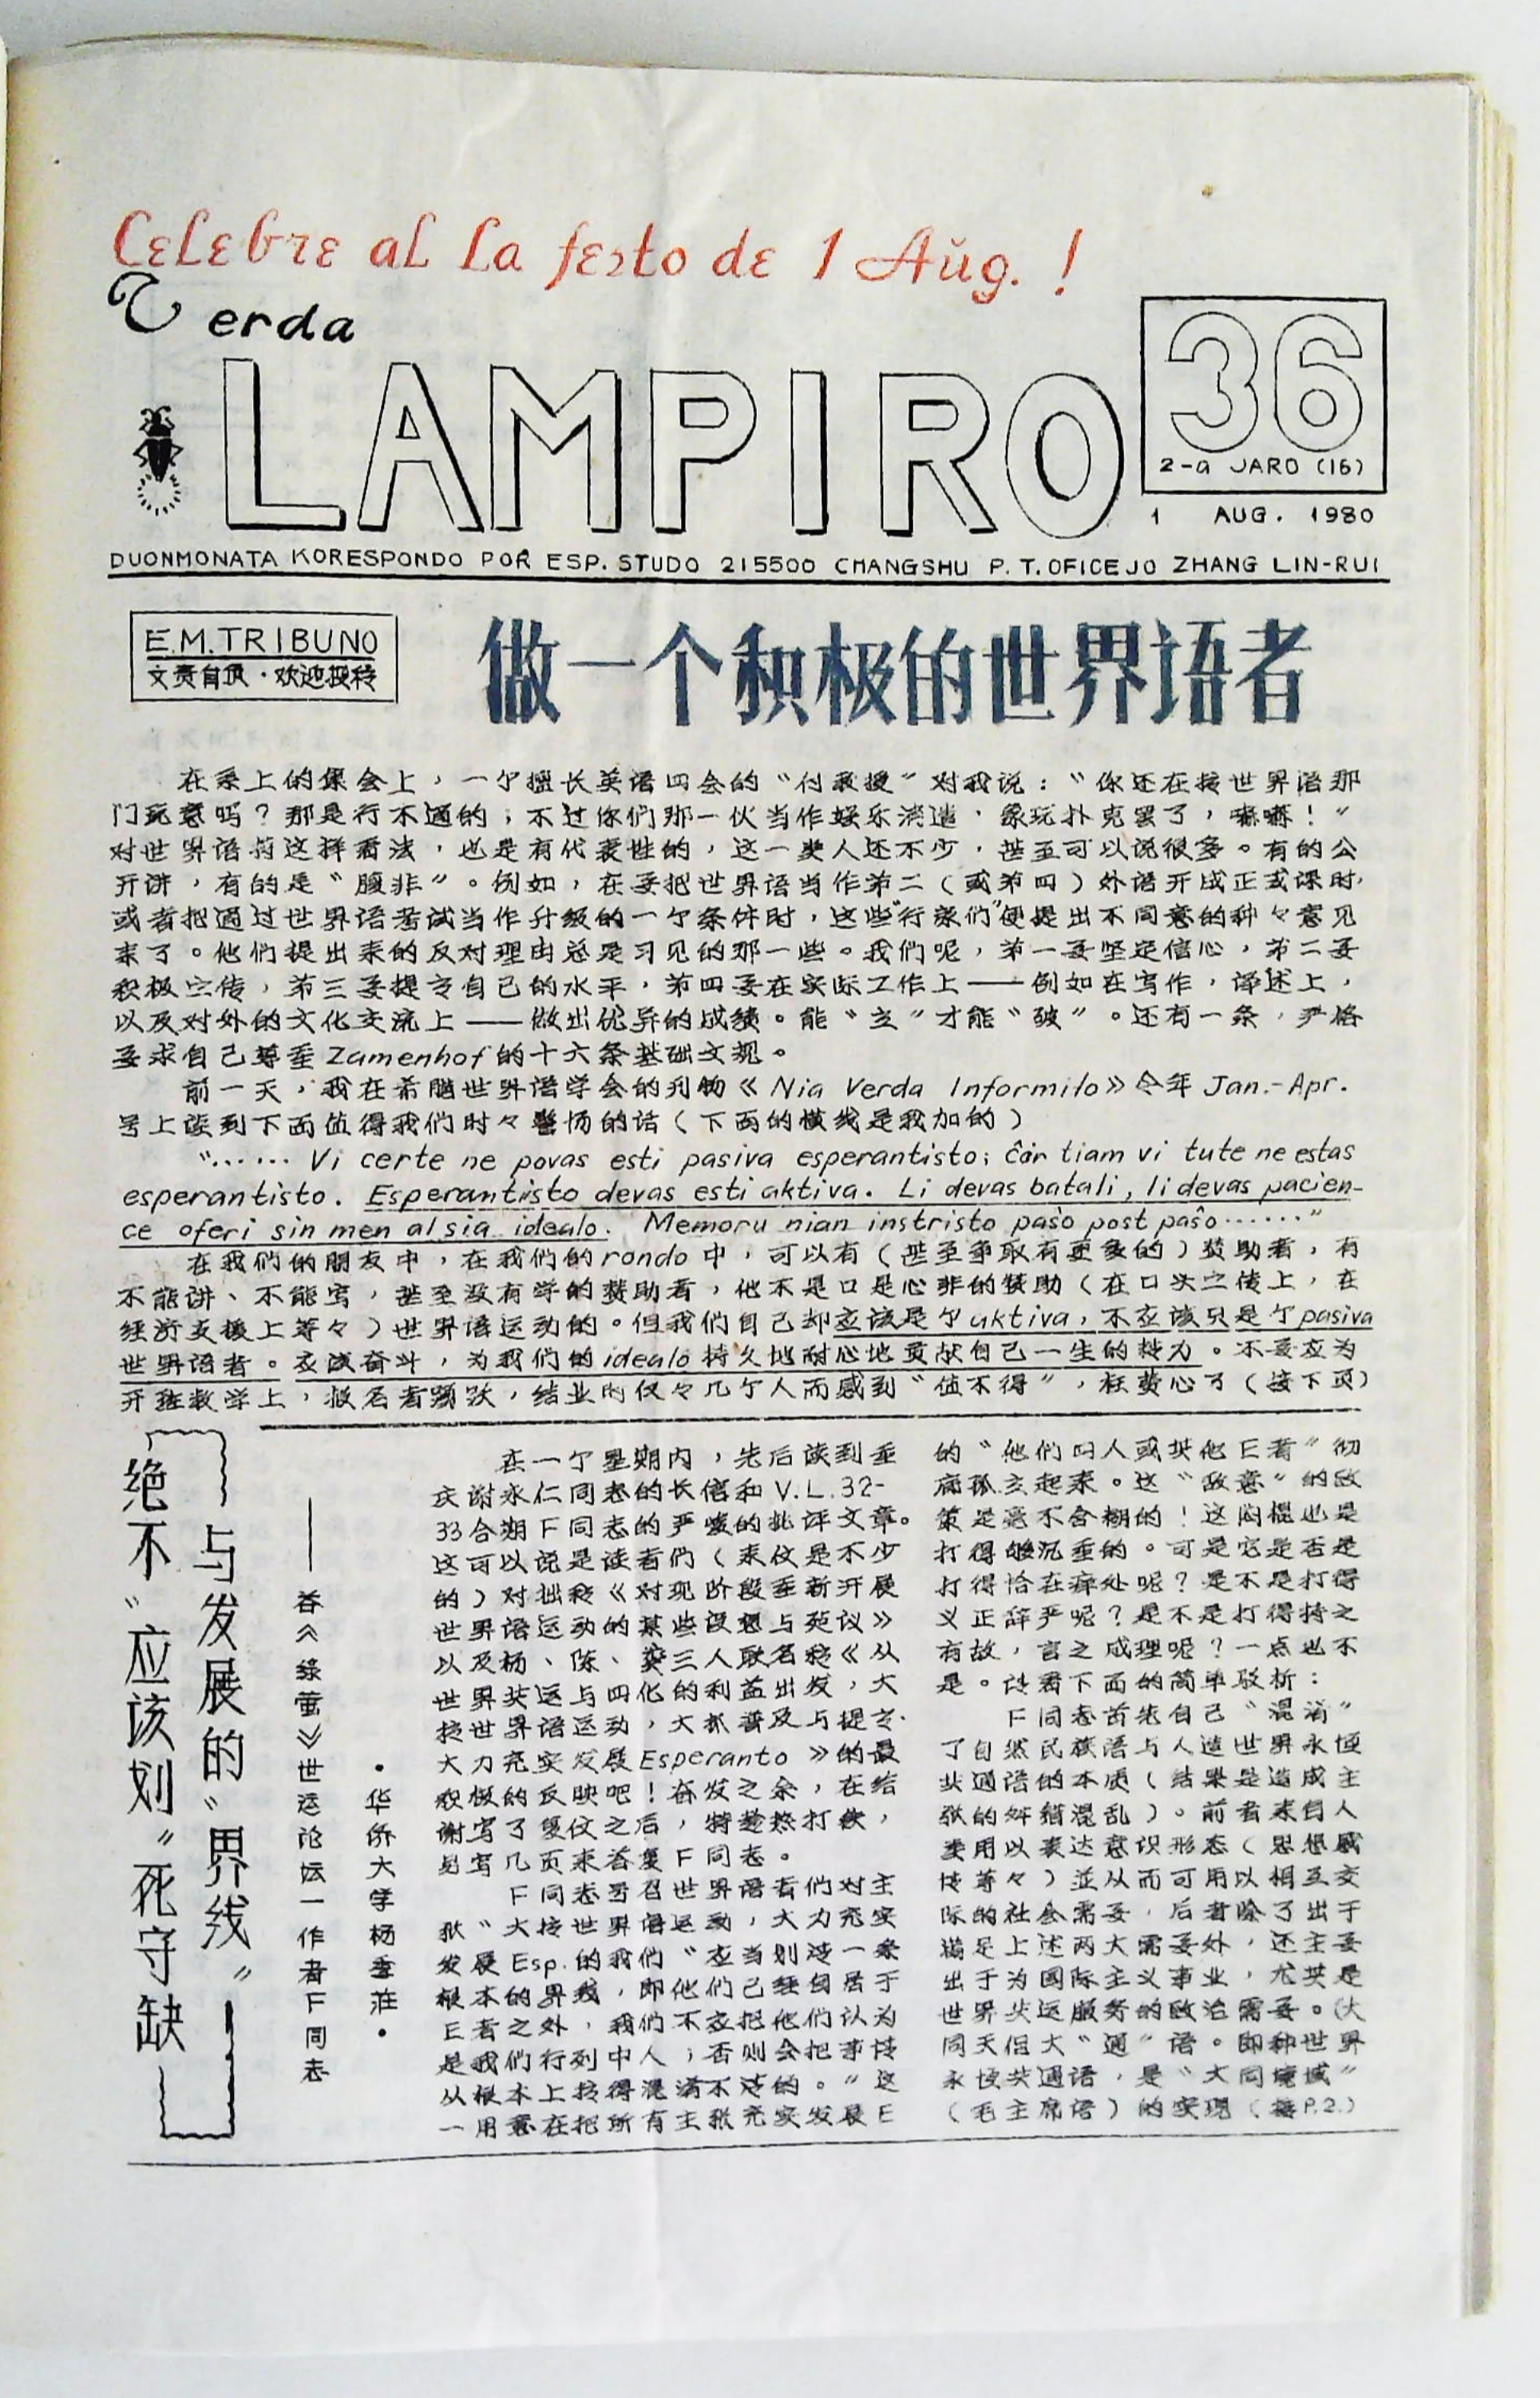 Celebre al la festo de 1 Aŭg. !
Verda
LAMPIRO
36
2-a JARO (16)
1 AUG. 1980
DUONMONATA KORESPONDO POR ESP. STUDO 215500 CHANGSHU P. T. OFICEJO ZHANG LIN-RUI
E.M.TRIBUNO
文责自负·欢迎投稿
做一个积极的世界语者
在系上的集会上，一个擅长英语四会的“付教授”对我说：“你还在搞世界语那
门玩意吗？那是行不通的；不过你们那一伙当作娱乐消遣，象玩扑克罢了，嘛嘛！”
对世界语持这样看法，也是有代表性的，这一类人还不少，甚至可以说很多。有的公
开讲，有的是“腹非”。例如，在要把世界语当作第二（或第四）外语开成正式课时，
或者把通过世界语考试当作升级的一个条件时，这些“行家们”便提出不同意的种々意见
来了。他们提出来的反对理由总是习见的那一些。我们呢，第一要坚定信心，第二要
积极宣传，第三要提高自己的水平，第四要在实际工作上——例如在写作，译述上，
以及对外的文化交流上——做出优异的成绩。能“立”才能“破”。还有一条，严格
要求自己尊重Zamenhof的十六条基础文规。
前一天，我在希腊世界语学会的刊物《Nia Verda Informilo》今年Jan.-Apr.
号上读到下面值得我们时々警惕的话（下面的横线是我加的）
“…… Vi certe ne povas esti pasiva esperantisto; ĉar tiam vi tute ne estas
esperantisto. Esperantisto devas esti aktiva. Li devas batali, li devas pacien-
ce oferi sin men al sia idealo. Memoru nian instristo paŝo post paŝo……”
在我们的朋友中，在我们的rondo中，可以有（甚至争取有更多的）赞助者，有
不能讲、不能写，甚至没有学的赞助者，他不是口是心非的赞助（在口头宣传上，在
经济支援上等々）世界语运动的。但我们自己却应该是个aktiva，不应该只是个pasiva
世界语者。应该奋斗，为我们的idealo持久地耐心地贡献自己一生的努力。不要应为
开班教学上，报名者踊跃，结业时仅々几个人而感到“值不得”，枉费心了（接下页）
绝不“应该划”死守缺
与发展的“界线”
——答《绿萤》世运论坛一作者F同志
·华侨大学杨 庄·
在一个星期内，先后读到重
庆谢永仁同志的长信和V.L.32-
33合期F同志的严峻的批评文章。
这可以说是读者们（来仪是不少
的）对拙稿《对现阶段重新开展
世界语运动的某些设想与建议》
以及杨、陈、龚三人联名稿《从
世界共运与四化的利益出发，大
搞世界语运动，大抓普及与提高，
大力充实发展Esperanto》的最
积极的反映吧！奋发之余，在给
谢写了复仪之后，特趁热打铁，
另写几页来答复F同志。
F同志号召世界语者们对主
张“大搞世界语运动，大力充实
发展Esp.的我们“应当划清一条
根本的界线，即他们已经自居于
E者之外，我们不应把他们认为
是我们行列中人；否则会把事情
从根本上搞得混淆不清的。”这
一用意在把所有主张充实发展E
的“他们四人或其他E者”彻
底孤立起来。这“敌意”的政
策是毫不含糊的！这闷棍也是
打得够沉重的。可是它是否是
打得恰在痒处呢？是不是打得
义正辞严呢？是不是打得持之
有故，言之成理呢？一点也不
是。试看下面的简单驳析：
F同志首先自己“混淆”
了自然民族语与人造世界永恒
共通语的本质（结果是造成主
张的 错混乱）。前者来自人
类用以表达意识形态（思想感
情等々）並从而可用以相互交
际的社会需要，后者除了出于
满足上述两大需要外，还主要
出于为国际主义事业，尤其是
世界共运服务的政治需要。（大
同天但大“通”语。即种世界
永恒共通语，是“大同境域”
（毛主席语）的实现（接P.2.）